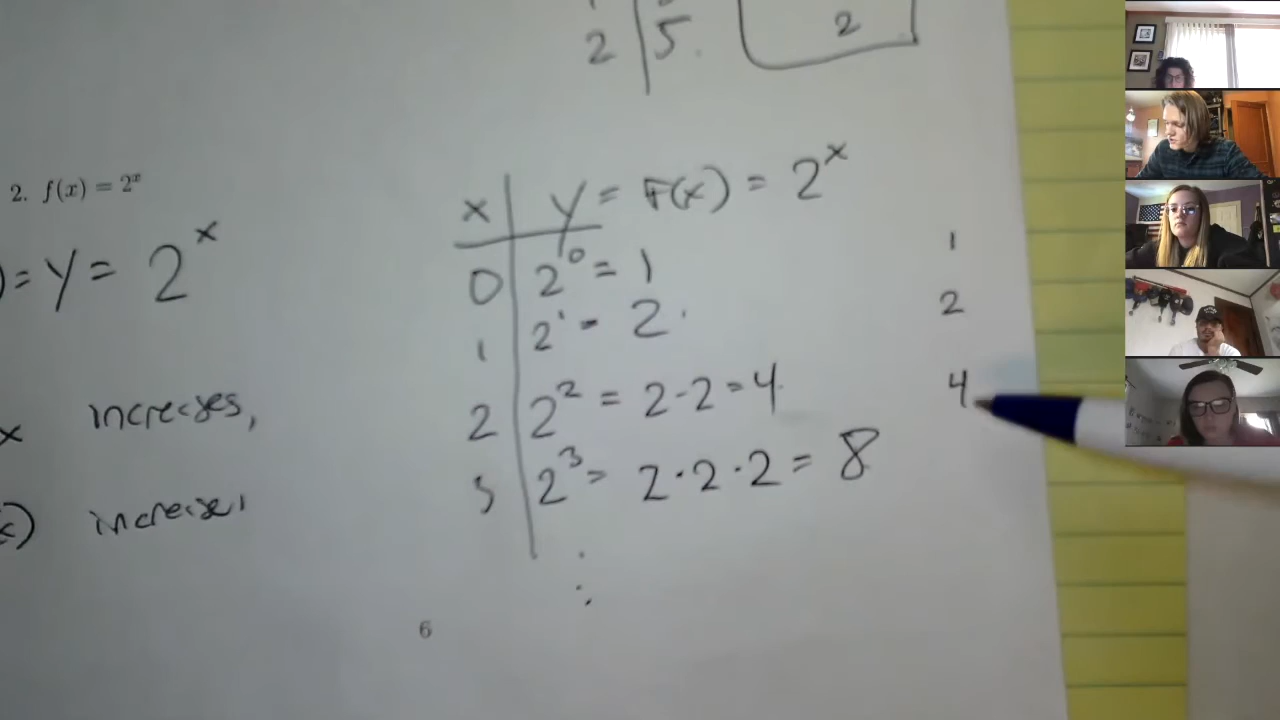 2 | 5.
2
2. f(x) = 2^x
) = y = 2^x
x | y = F(x) = 2^x
0 | 2^0 = 1
1 | 2^1 = 2.
2 | 2^2 = 2·2 = 4
3 | 2^3 = 2·2·2 = 8
:
1
2
4
x increases,
x) increases,
6